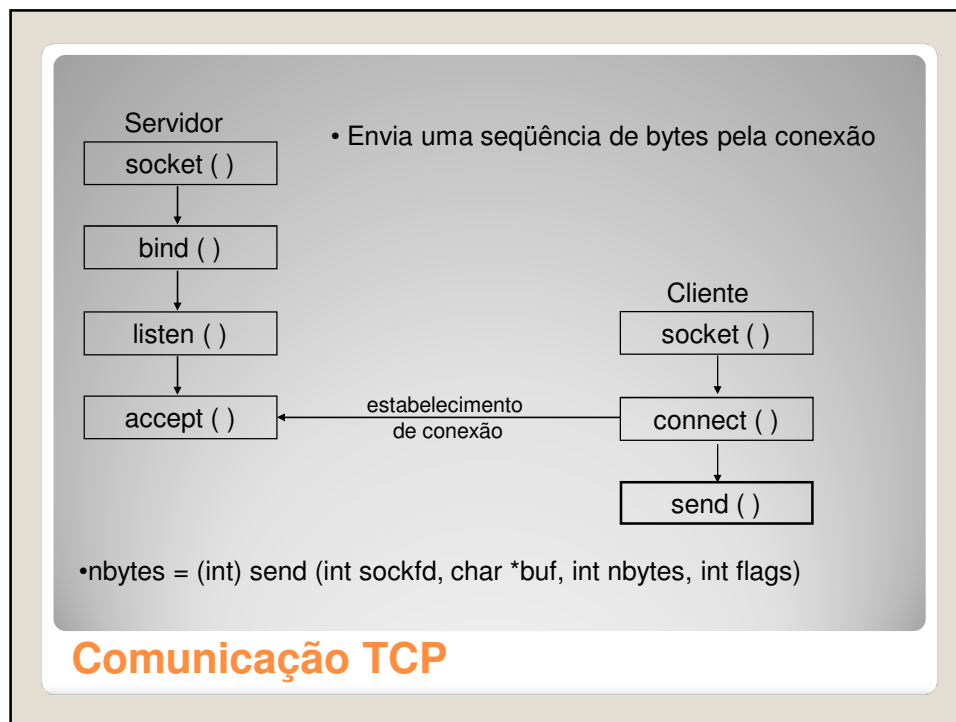 Servidor
• Envia uma seqüência de bytes pela conexão
socket ( )
bind ( )
listen ( )
accept ( )
Cliente
socket ( )
connect ( )
send ( )
estabelecimento
de conexão
•nbytes = (int) send (int sockfd, char *buf, int nbytes, int flags)
Comunicação TCP